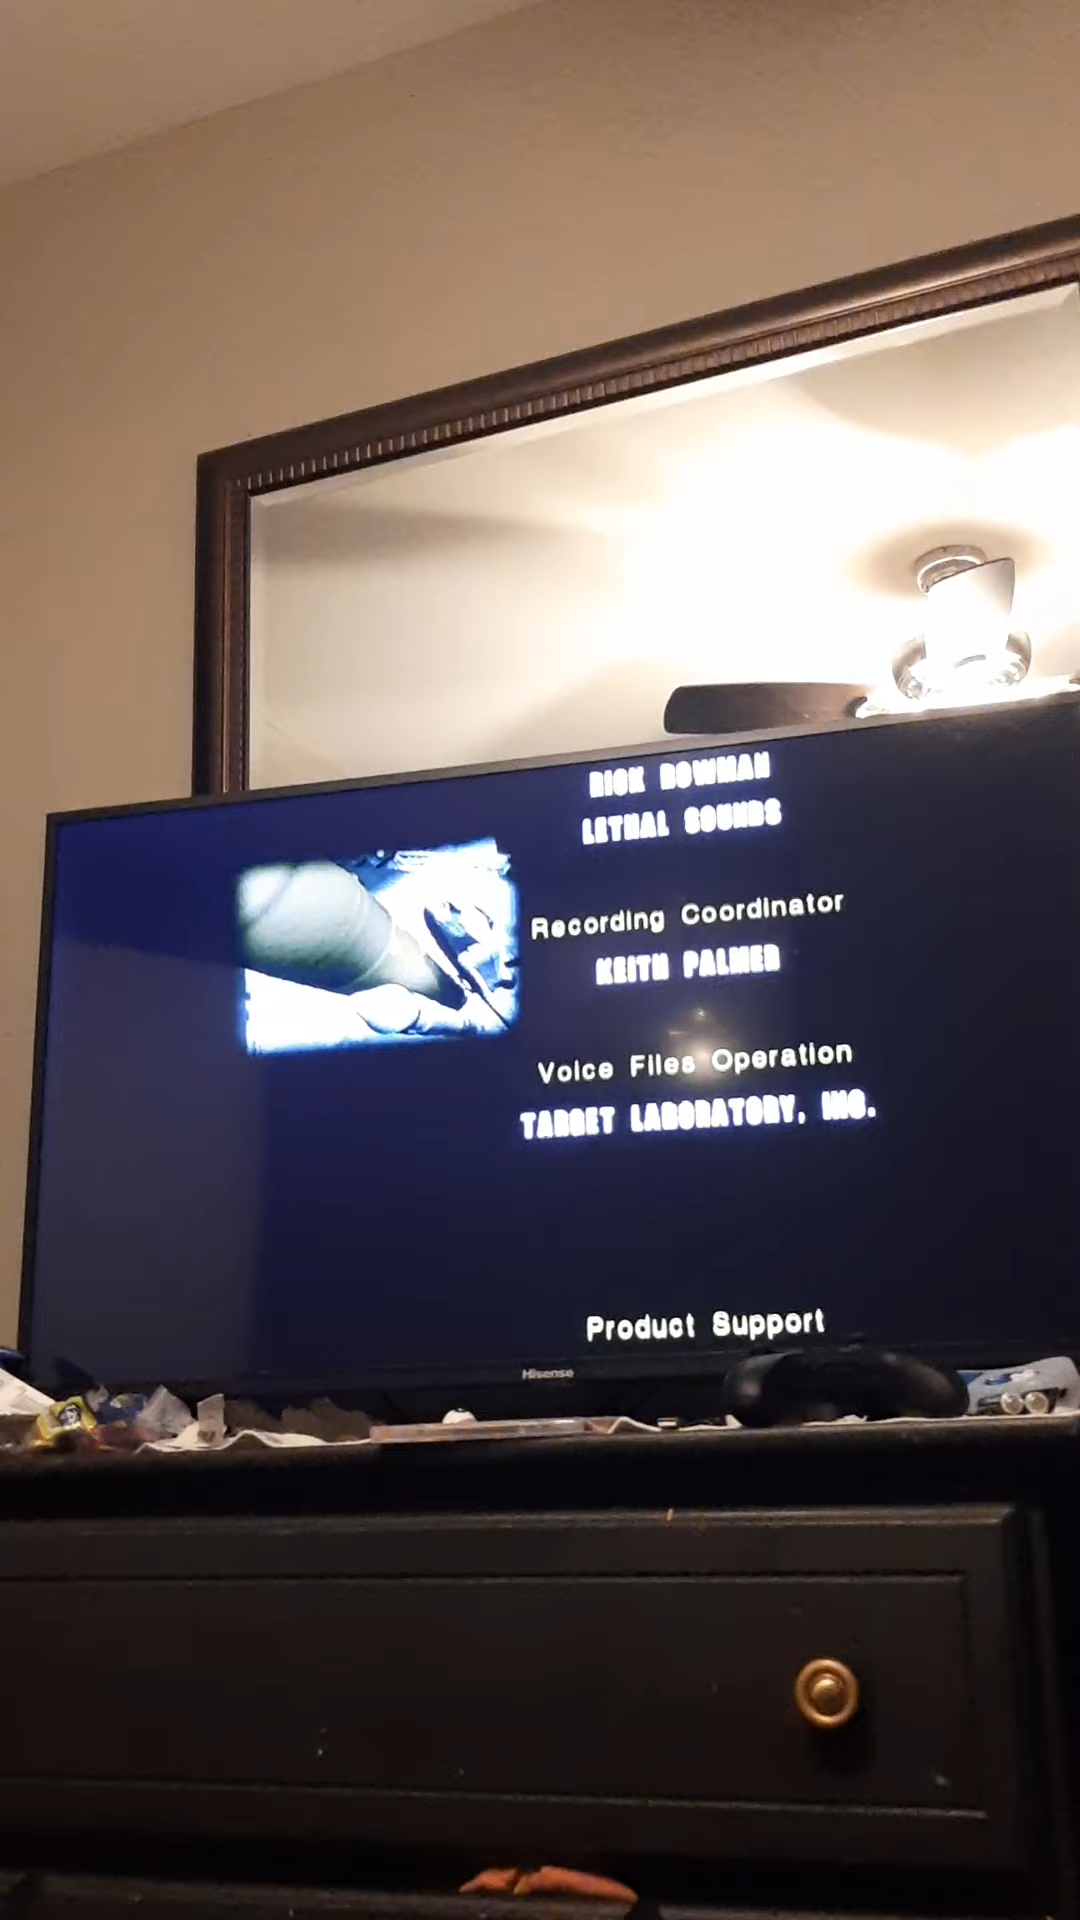 RICK BOWMAN
LETHAL SOUNDS
Recording Coordinator
KEITH PALMER
Voice Files Operation
TARGET LABORATORY, INC.
Product Support
Hisense